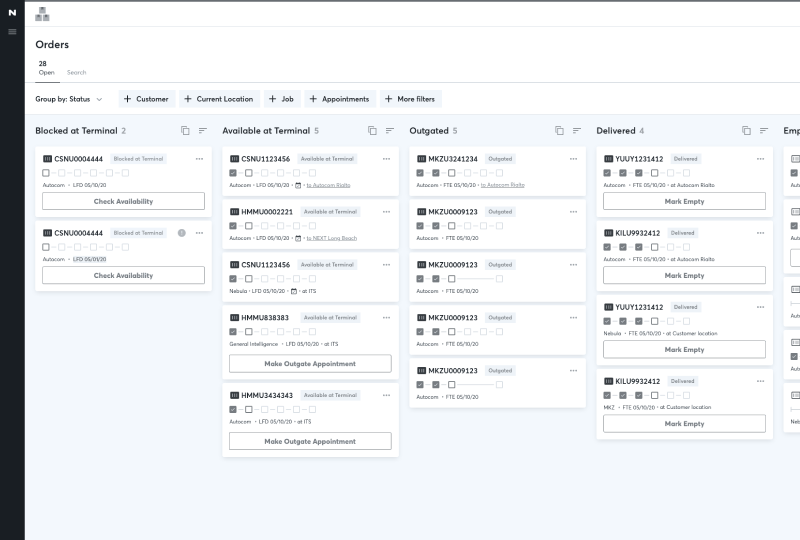 N
Orders
28
Open Search
Group by: Status + Customer + Current Location + Job + Appointments + More filters
Blocked at Terminal 2
CSNU0004444 Blocked at Terminal
Autocom • LFD 05/10/20
Check Availability
CSNU0004444 Blocked at Terminal
Autocom • LFD 05/01/20
Check Availability
Available at Terminal 5
CSNU1123456 Available at Terminal
Autocom • LFD 05/10/20 • to Autocom Rialto
HMMU0002221 Available at Terminal
Autocom • LFD 05/10/20 • to NEXT Long Beach
CSNU1123456 Available at Terminal
Nebula • LFD 05/10/20 • at ITS
HMMU838383 Available at Terminal
General Intelligence • LFD 05/10/20 • at ITS
Make Outgate Appointment
HMMU3434343 Available at Terminal
Autocom • LFD 05/10/20 • at ITS
Make Outgate Appointment
Outgated 5
MKZU3241234 Outgated
Autocom • FTE 05/10/20 • to Autocom Rialto
MKZU0009123 Outgated
Autocom • FTE 05/10/20
MKZU0009123 Outgated
Autocom • FTE 05/10/20
MKZU0009123 Outgated
Autocom • FTE 05/10/20
MKZU0009123 Outgated
Autocom • FTE 05/10/20
Delivered 4
YUUY1231412 Delivered
Autocom • FTE 05/10/20 • at Autocom Rialto
Mark Empty
KILU9932412 Delivered
Autocom • FTE 05/10/20 • at Autocom Rialto
Mark Empty
YUUY1231412 Delivered
Nebula • FTE 05/10/20 • at Customer location
Mark Empty
KILU9932412 Delivered
MKZ • FTE 05/10/20 • at Customer location
Mark Empty
Emp
Auto
Auto
Auto
Auto
Neb